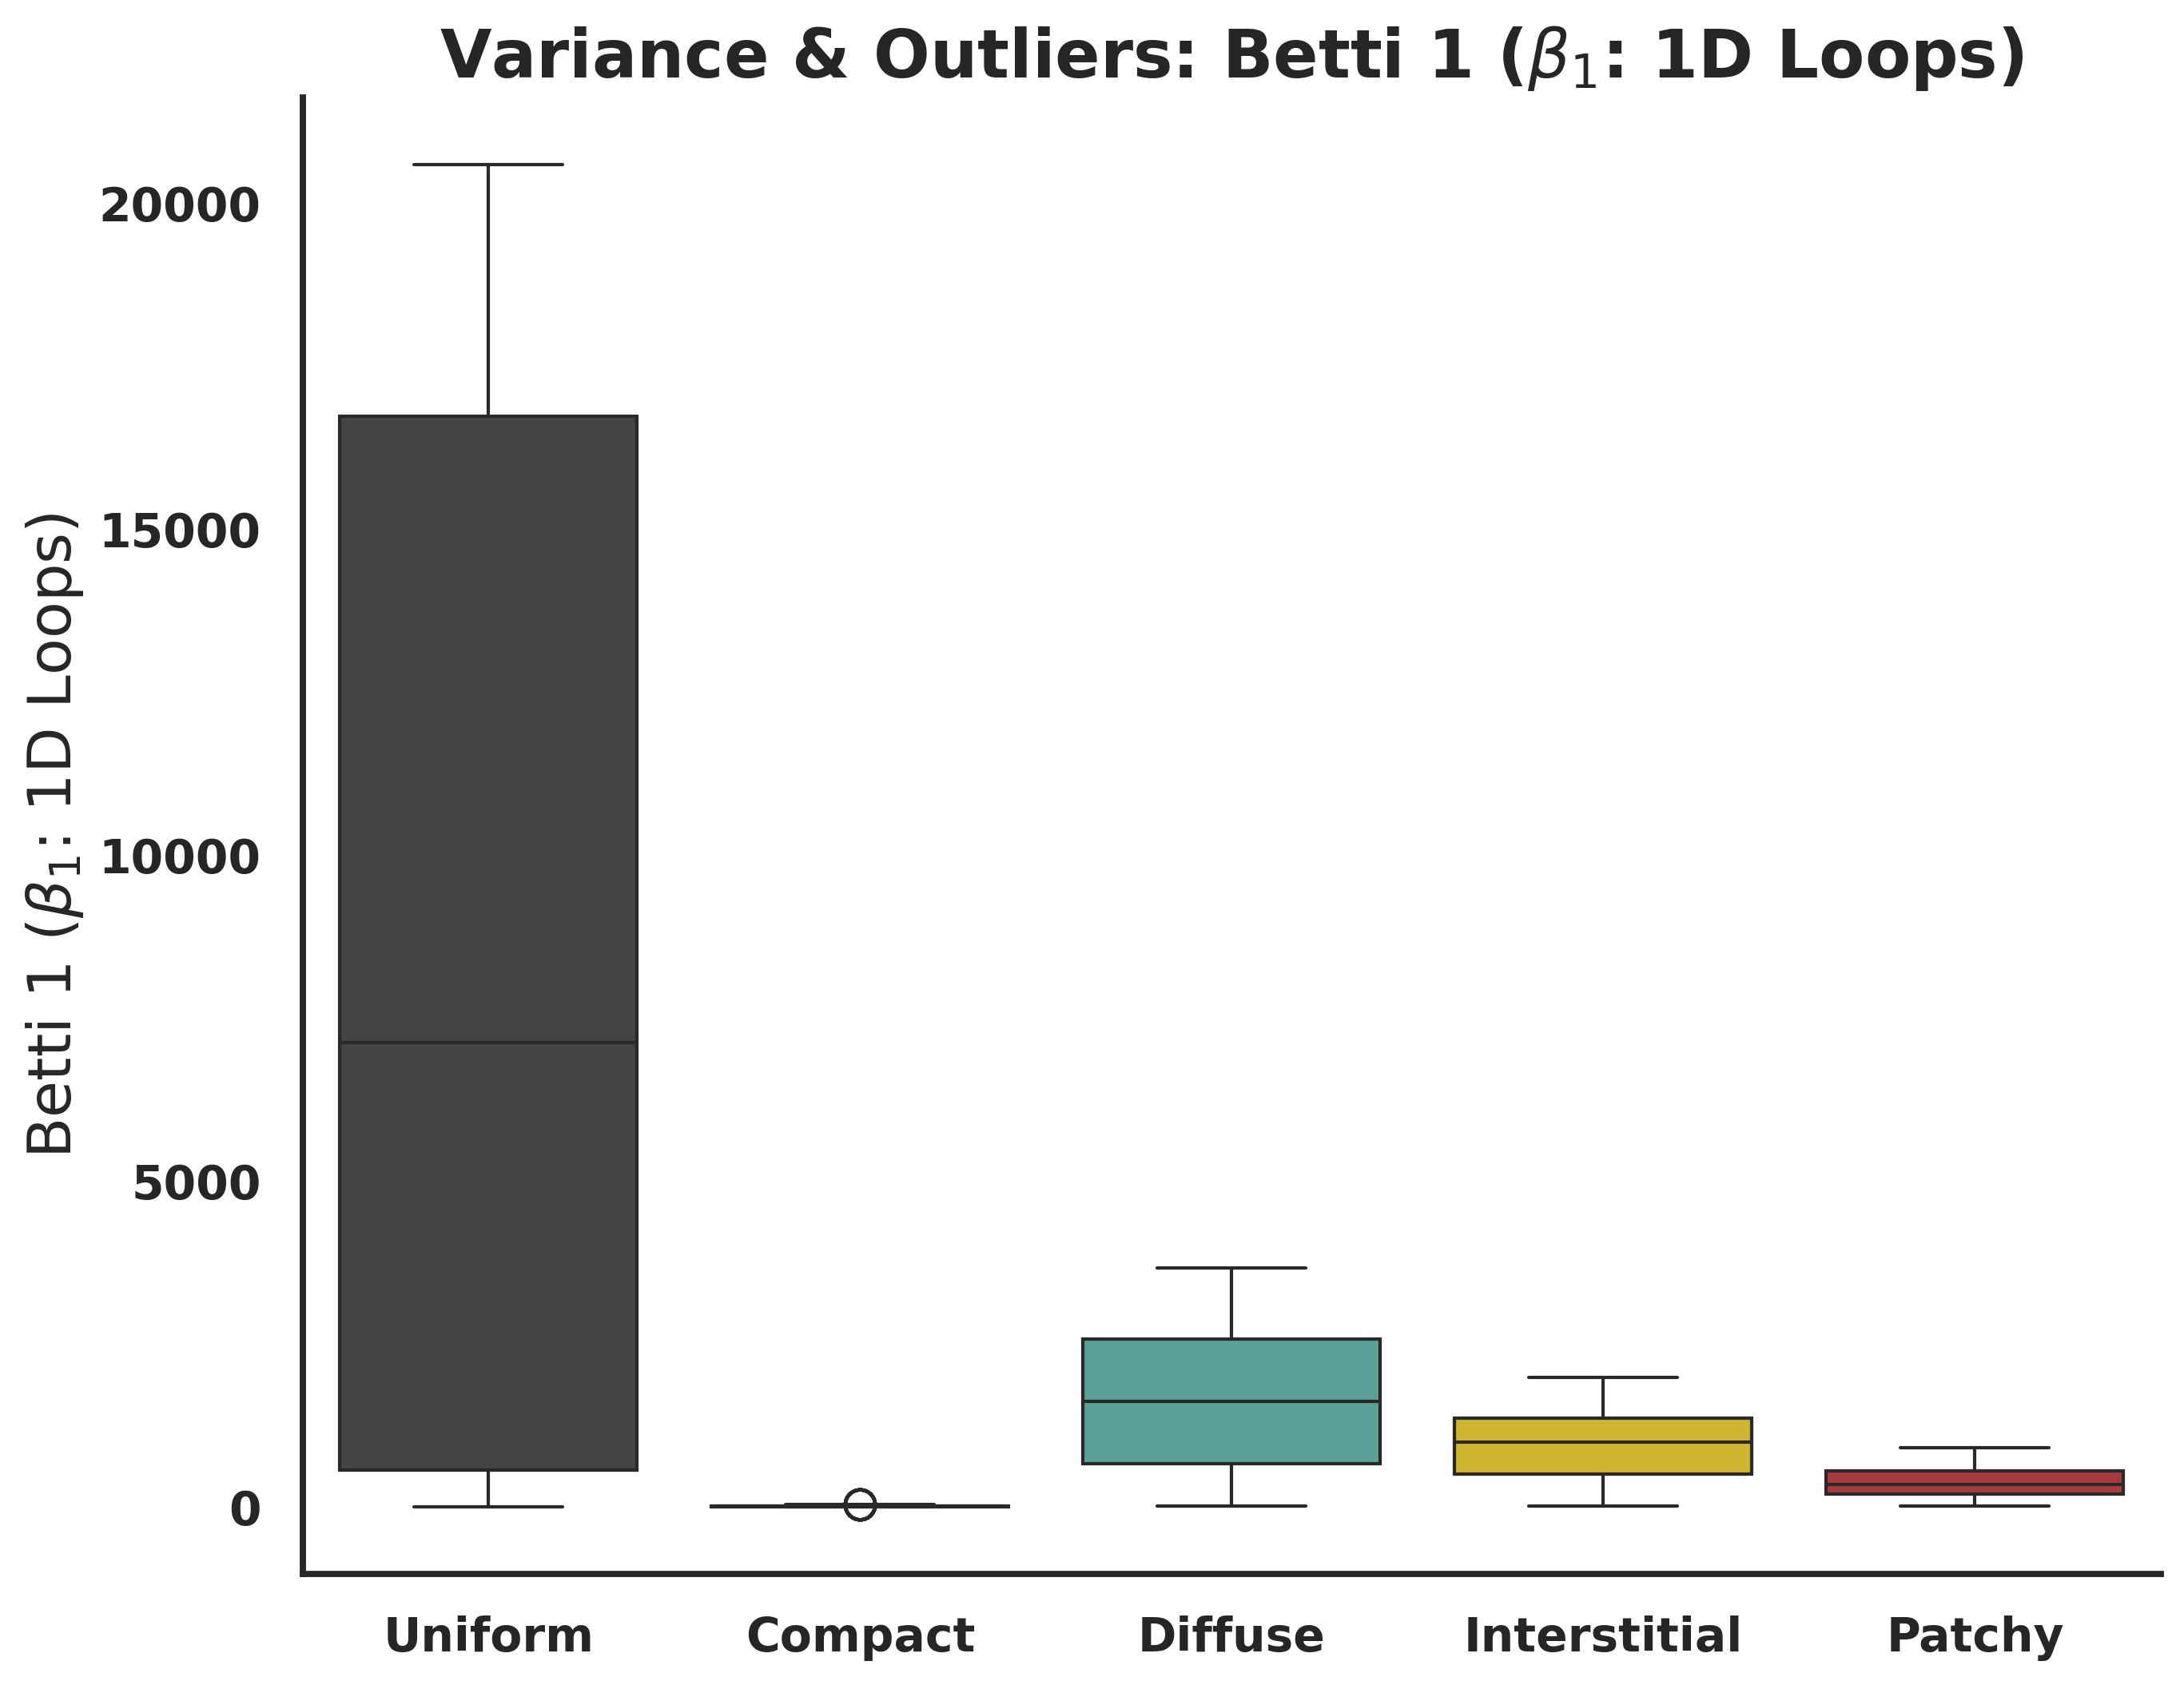 Variance & Outliers: Betti 1 (β₁: 1D Loops)
Betti 1 (β₁: 1D Loops)
20000
15000
10000
5000
0
Uniform Compact Diffuse Interstitial Patchy